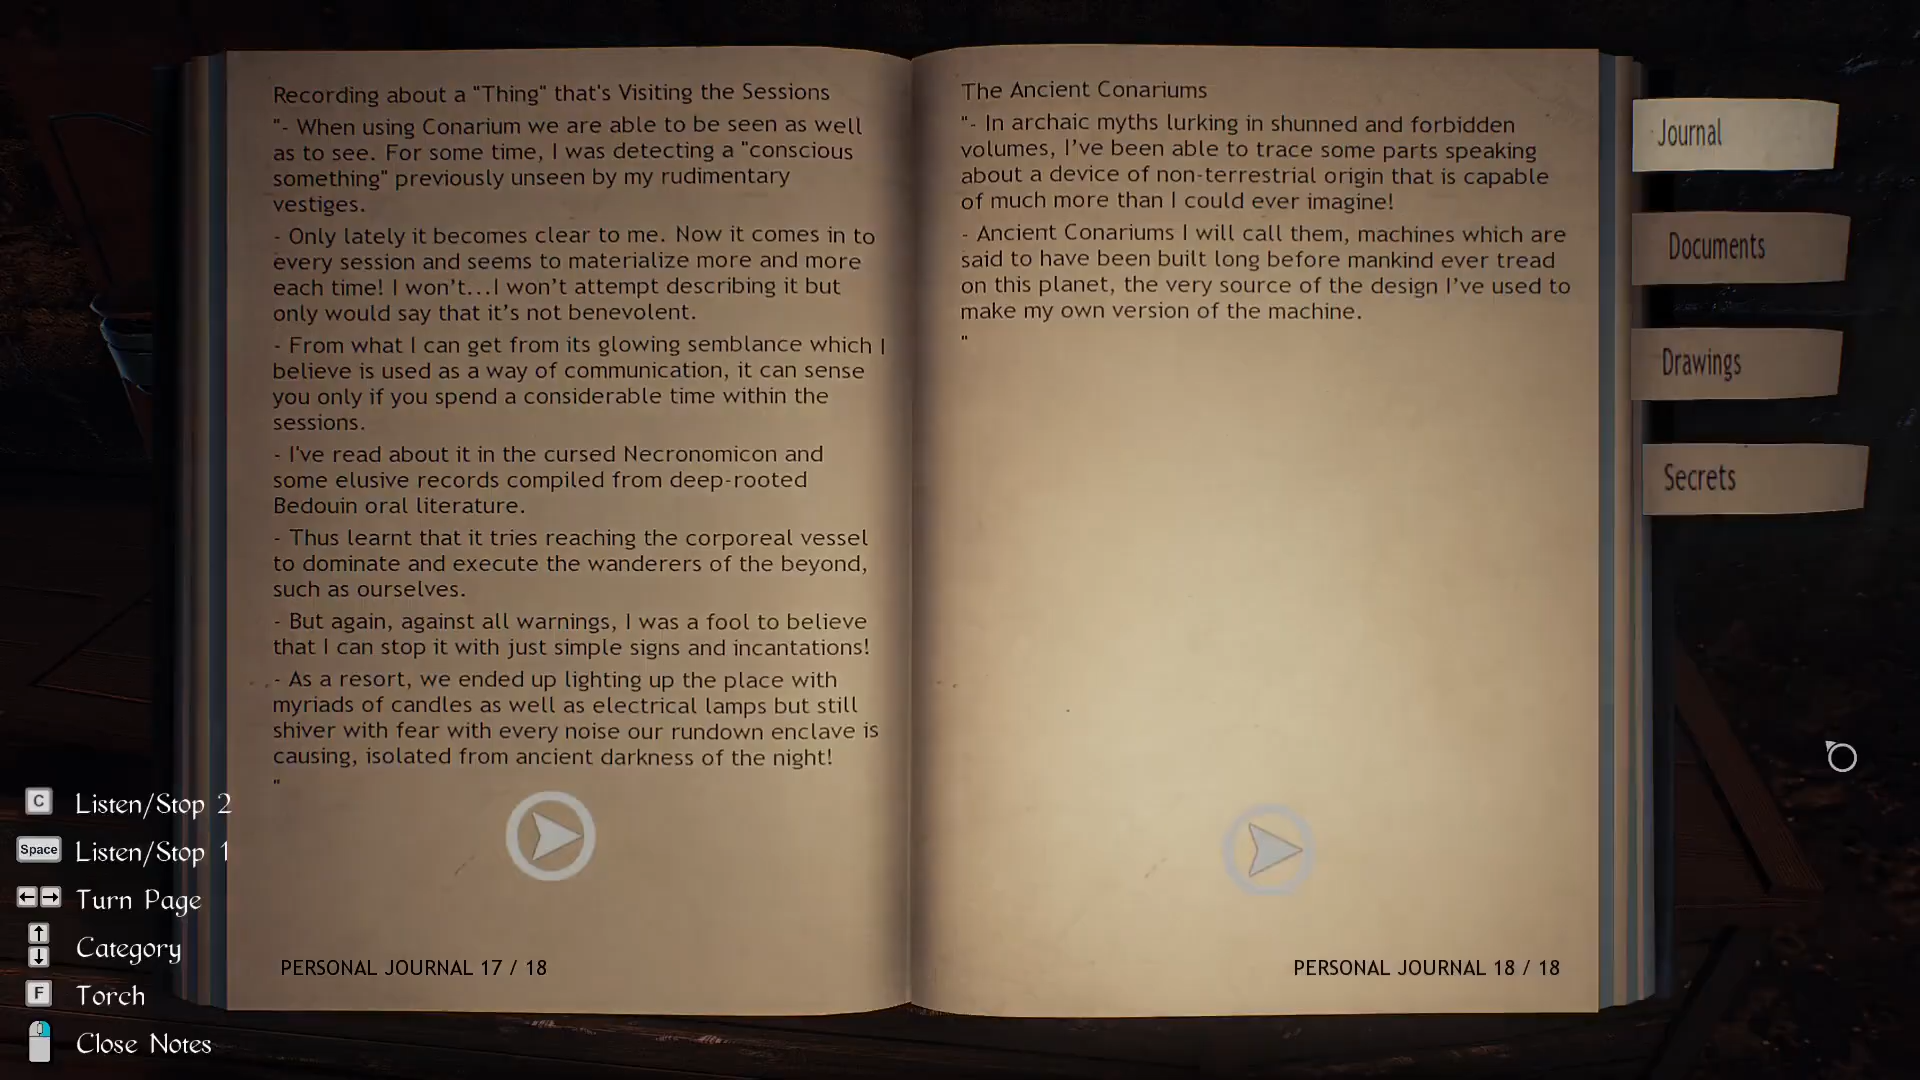 Recording about a "Thing" that's Visiting the Sessions
"- When using Conarium we are able to be seen as well
as to see. For some time, I was detecting a "conscious
something" previously unseen by my rudimentary
vestiges.
- Only lately it becomes clear to me. Now it comes in to
every session and seems to materialize more and more
each time! I won’t...I won’t attempt describing it but
only would say that it’s not benevolent.
- From what I can get from its glowing semblance which I
believe is used as a way of communication, it can sense
you only if you spend a considerable time within the
sessions.
- I've read about it in the cursed Necronomicon and
some elusive records compiled from deep-rooted
Bedouin oral literature.
- Thus learnt that it tries reaching the corporeal vessel
to dominate and execute the wanderers of the beyond,
such as ourselves.
- But again, against all warnings, I was a fool to believe
that I can stop it with just simple signs and incantations!
- As a resort, we ended up lighting up the place with
myriads of candles as well as electrical lamps but still
shiver with fear with every noise our rundown enclave is
causing, isolated from ancient darkness of the night!
"
PERSONAL JOURNAL 17 / 18
The Ancient Conariums
"- In archaic myths lurking in shunned and forbidden
volumes, I’ve been able to trace some parts speaking
about a device of non-terrestrial origin that is capable
of much more than I could ever imagine!
- Ancient Conariums I will call them, machines which are
said to have been built long before mankind ever tread
on this planet, the very source of the design I’ve used to
make my own version of the machine.
"
PERSONAL JOURNAL 18 / 18
Journal
Documents
Drawings
Secrets
C Listen/Stop 2
Space Listen/Stop 1
←→ Turn Page
↑↓ Category
F Torch
Close Notes